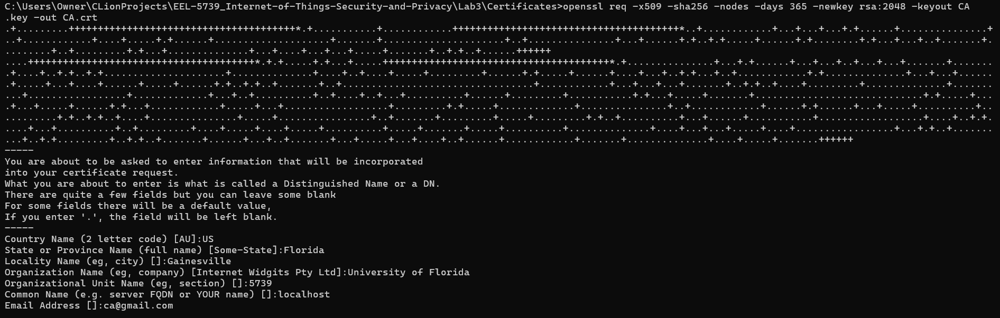 C:\Users\Owner\CLionProjects\EEL-5739_Internet-of-Things-Security-and-Privacy\Lab3\Certificates>openssl req -x509 -sha256 -nodes -days 365 -newkey rsa:2048 -keyout CA
.key -out CA.crt
-----
You are about to be asked to enter information that will be incorporated
into your certificate request.
What you are about to enter is what is called a Distinguished Name or a DN.
There are quite a few fields but you can leave some blank
For some fields there will be a default value,
If you enter '.', the field will be left blank.
-----
Country Name (2 letter code) [AU]:US
State or Province Name (full name) [Some-State]:Florida
Locality Name (eg, city) []:Gainesville
Organization Name (eg, company) [Internet Widgits Pty Ltd]:University of Florida
Organizational Unit Name (eg, section) []:5739
Common Name (e.g. server FQDN or YOUR name) []:localhost
Email Address []:ca@gmail.com